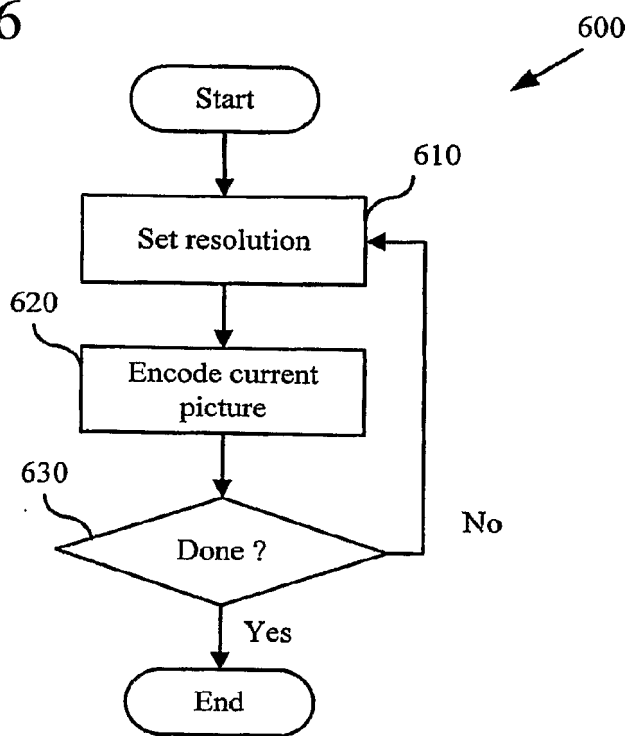 6
600
Start
610
Set resolution
620
Encode current
picture
630
Done ?
No
Yes
End